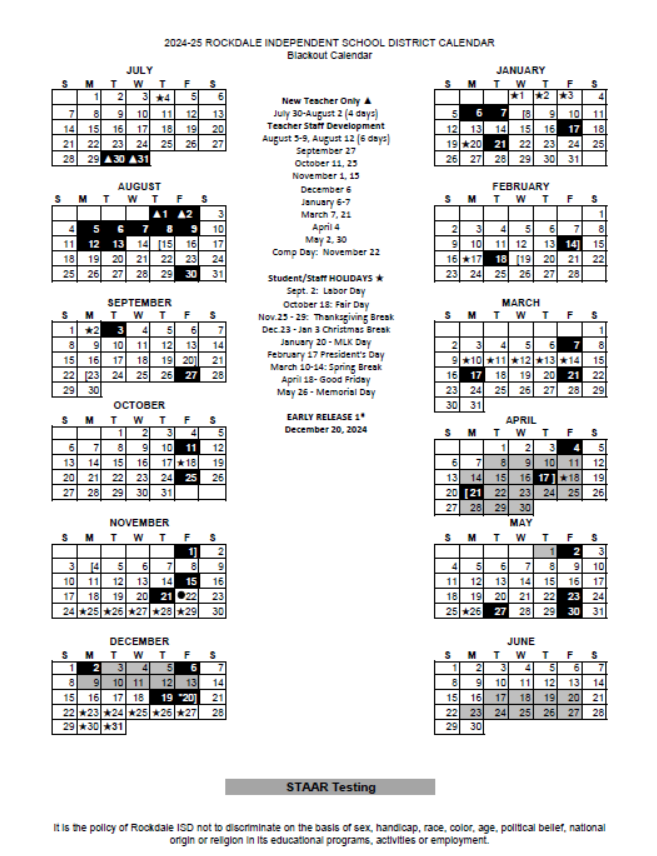 2024-25 ROCKDALE INDEPENDENT SCHOOL DISTRICT CALENDAR
Blackout Calendar
JULY
S M T W T F S
1 2 3 ★4 5 6
7 8 9 10 11 12 13
14 15 16 17 18 19 20
21 22 23 24 25 26 27
28 29 ▲30 ▲31
AUGUST
S M T W T F S
▲1 ▲2 3
4 5 6 7 8 9 10
11 12 13 14 [15 16 17
18 19 20 21 22 23 24
25 26 27 28 29 30 31
SEPTEMBER
S M T W T F S
1 ★2 3 4 5 6 7
8 9 10 11 12 13 14
15 16 17 18 19 20] 21
22 [23 24 25 26 27 28
29 30
OCTOBER
S M T W T F S
1 2 3 4 5
6 7 8 9 10 11 12
13 14 15 16 17 ★18 19
20 21 22 23 24 25 26
27 28 29 30 31
NOVEMBER
S M T W T F S
1] 2
3 [4 5 6 7 8 9
10 11 12 13 14 15 16
17 18 19 20 21 ●22 23
24 ★25 ★26 ★27 ★28 ★29 30
DECEMBER
S M T W T F S
1 2 3 4 5 6 7
8 9 10 11 12 13 14
15 16 17 18 19 *20] 21
22 ★23 ★24 ★25 ★26 ★27 28
29 ★30 ★31
New Teacher Only ▲
July 30-August 2 (4 days)
Teacher Staff Development
August 5-9, August 12 (6 days)
September 27
October 11, 25
November 1, 15
December 6
January 6-7
March 7, 21
April 4
May 2, 30
Comp Day: November 22
Student/Staff HOLIDAYS ★
Sept. 2: Labor Day
October 18: Fair Day
Nov.25 - 29: Thanksgiving Break
Dec.23 - Jan 3 Christmas Break
January 20 - MLK Day
February 17 President's Day
March 10-14: Spring Break
April 18- Good Friday
May 26 - Memorial Day
EARLY RELEASE 1*
December 20, 2024
JANUARY
S M T W T F S
★1 ★2 ★3 4
5 6 7 [8 9 10 11
12 13 14 15 16 17 18
19 ★20 21 22 23 24 25
26 27 28 29 30 31
FEBRUARY
S M T W T F S
1
2 3 4 5 6 7 8
9 10 11 12 13 14] 15
16 ★17 18 [19 20 21 22
23 24 25 26 27 28
MARCH
S M T W T F S
1
2 3 4 5 6 7 8
9 ★10 ★11 ★12 ★13 ★14 15
16 17 18 19 20 21 22
23 24 25 26 27 28 29
30 31
APRIL
S M T W T F S
1 2 3 4 5
6 7 8 9 10 11 12
13 14 15 16 17 ] ★18 19
20 [21 22 23 24 25 26
27 28 29 30
MAY
S M T W T F S
1 2 3
4 5 6 7 8 9 10
11 12 13 14 15 16 17
18 19 20 21 22 23 24
25 ★26 27 28 29 30 31
JUNE
S M T W T F S
1 2 3 4 5 6 7
8 9 10 11 12 13 14
15 16 17 18 19 20 21
22 23 24 25 26 27 28
29 30
STAAR Testing
It is the policy of Rockdale ISD not to discriminate on the basis of sex, handicap, race, color, age, political belief, national
origin or religion in its educational programs, activities or employment.